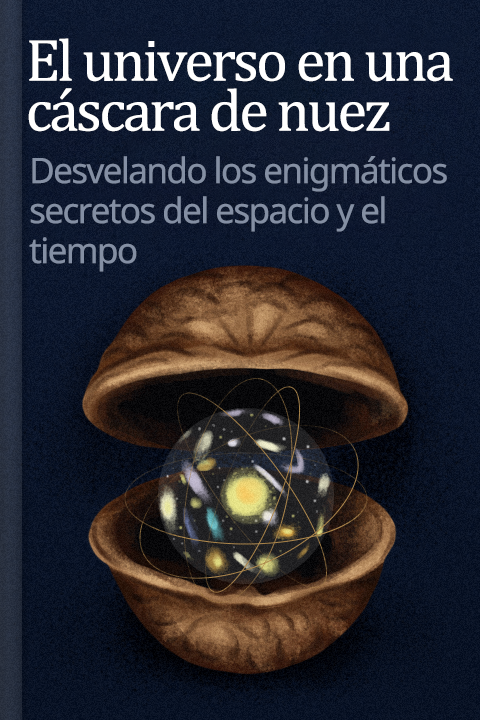 El universo en una
cáscara de nuez
Desvelando los enigmáticos
secretos del espacio y el
tiempo